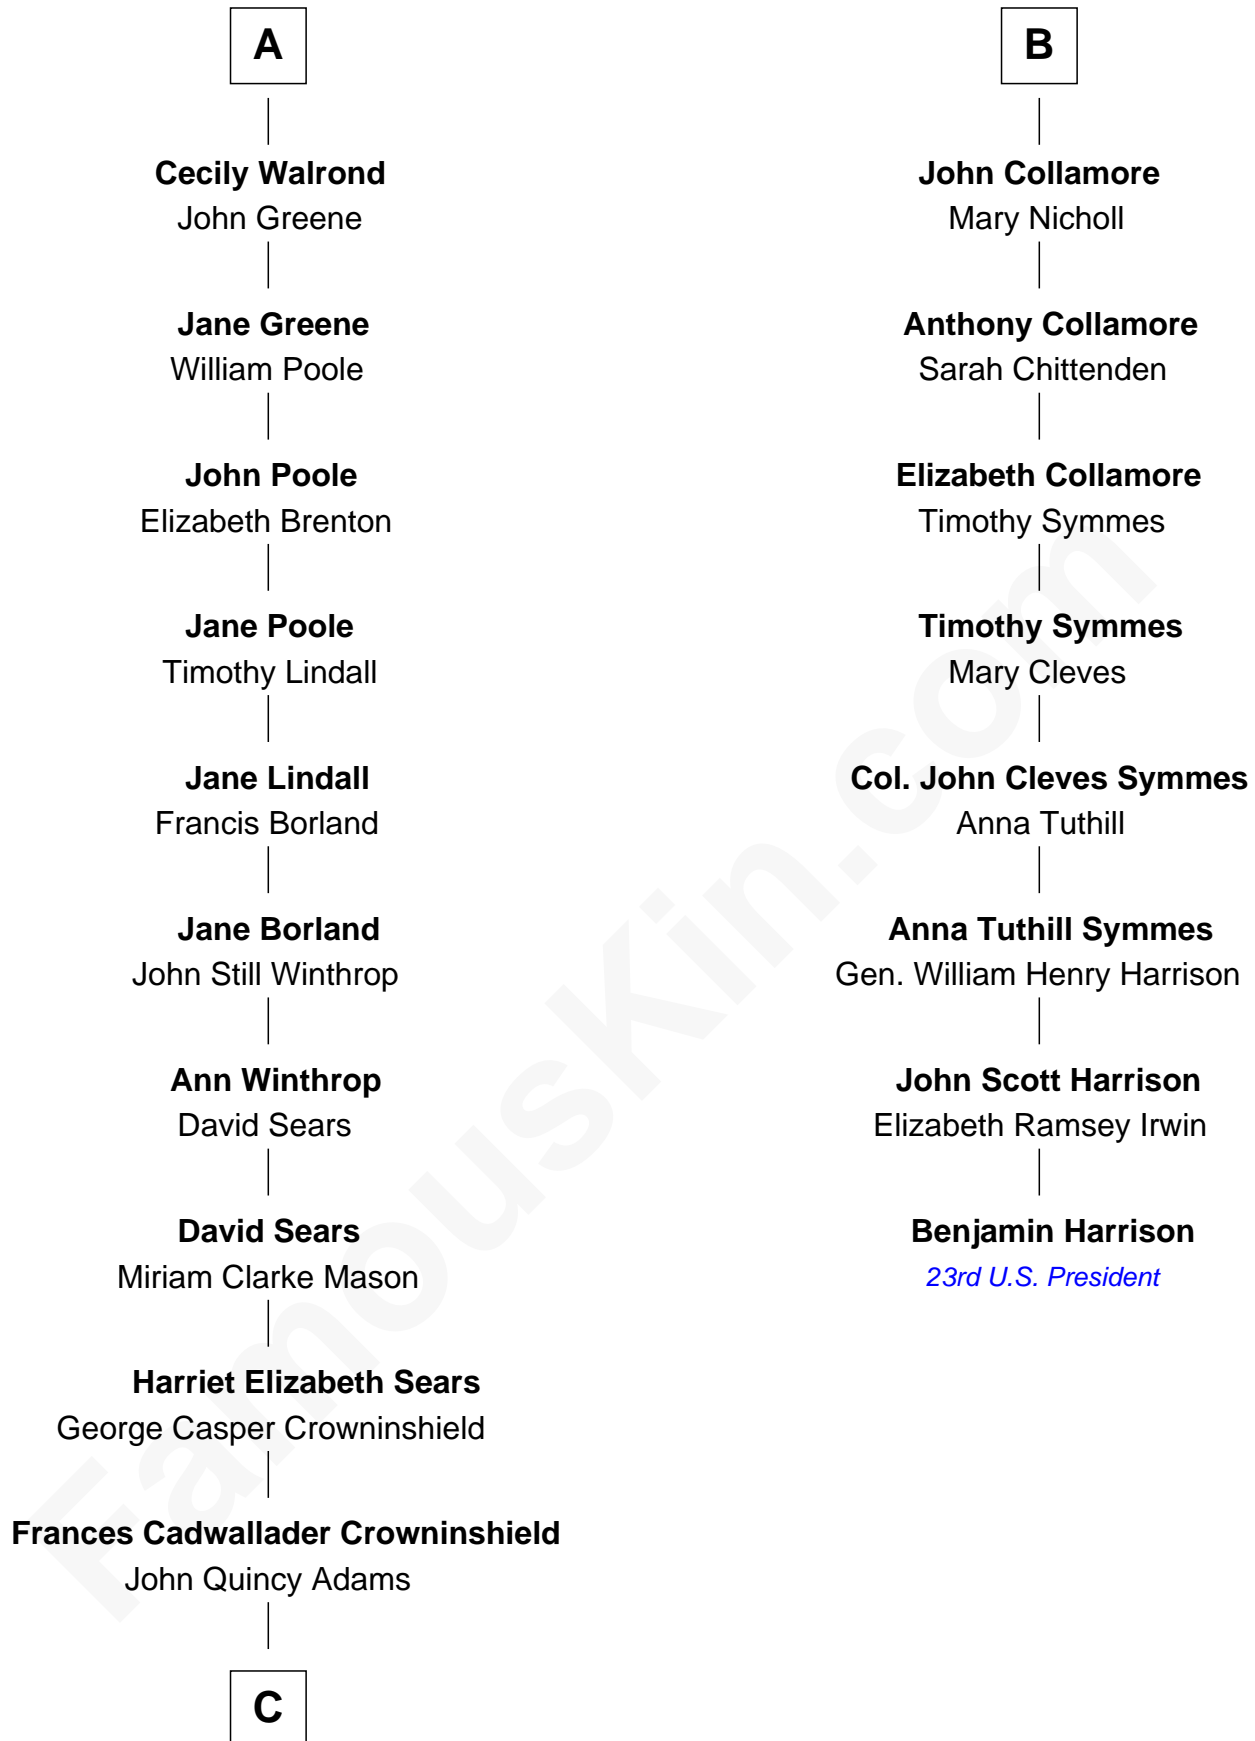 A
Cecily Walrond
John Greene
Jane Greene
William Poole
John Poole
Elizabeth Brenton
Jane Poole
Timothy Lindall
Jane Lindall
Francis Borland
Jane Borland
John Still Winthrop
Ann Winthrop
David Sears
David Sears
Miriam Clarke Mason
Harriet Elizabeth Sears
George Casper Crowninshield
Frances Cadwallader Crowninshield
John Quincy Adams
C
B
John Collamore
Mary Nicholl
Anthony Collamore
Sarah Chittenden
Elizabeth Collamore
Timothy Symmes
Timothy Symmes
Mary Cleves
Col. John Cleves Symmes
Anna Tuthill
Anna Tuthill Symmes
Gen. William Henry Harrison
John Scott Harrison
Elizabeth Ramsey Irwin
Benjamin Harrison
23rd U.S. President
FamousKin.com